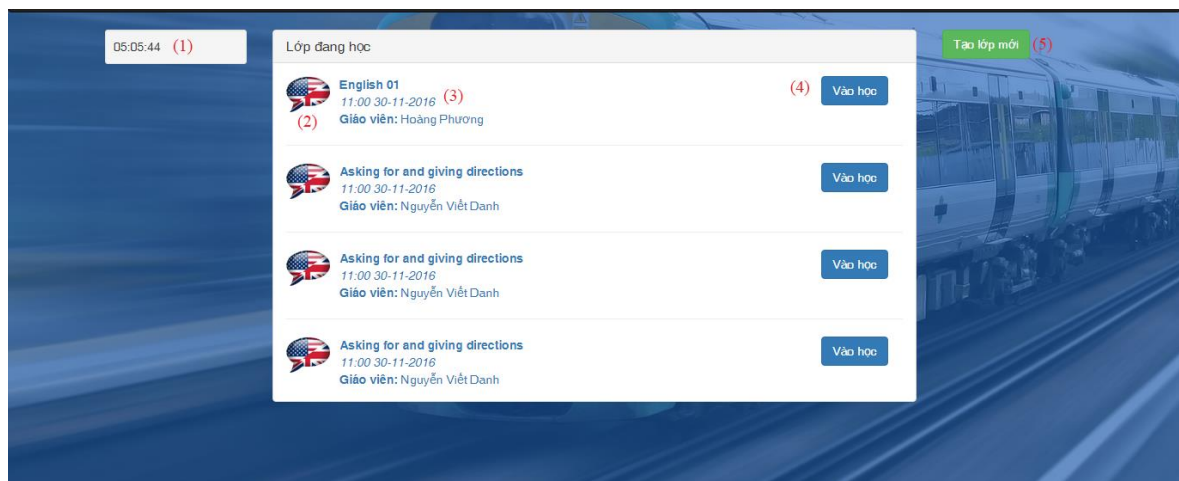 05:05:44 (1)
Lớp đang học
Tạo lớp mới (5)
English 01
11:00 30-11-2016 (3)
(2) Giáo viên: Hoàng Phương
(4) Vào học
Asking for and giving directions
11:00 30-11-2016
Giáo viên: Nguyễn Viết Danh
Vào học
Asking for and giving directions
11:00 30-11-2016
Giáo viên: Nguyễn Viết Danh
Vào học
Asking for and giving directions
11:00 30-11-2016
Giáo viên: Nguyễn Viết Danh
Vào học